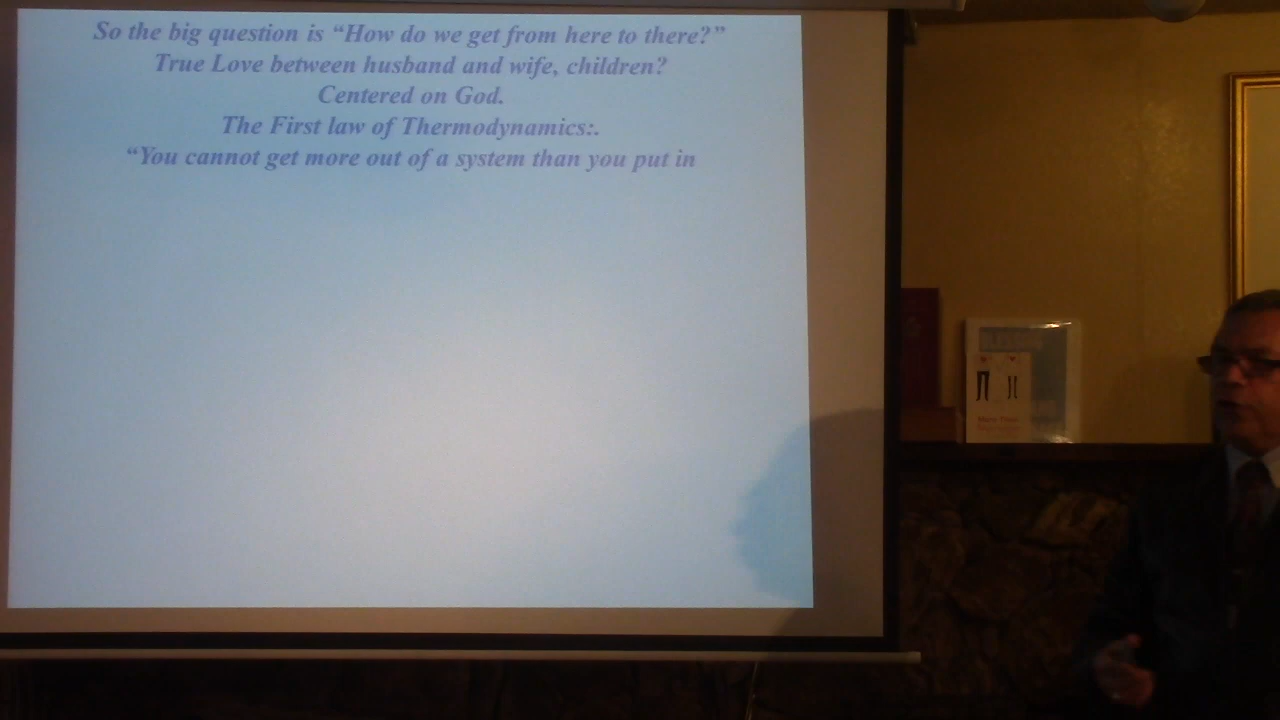 So the big question is “How do we get from here to there?”
True Love between husband and wife, children?
Centered on God.
The First law of Thermodynamics:.
“You cannot get more out of a system than you put in